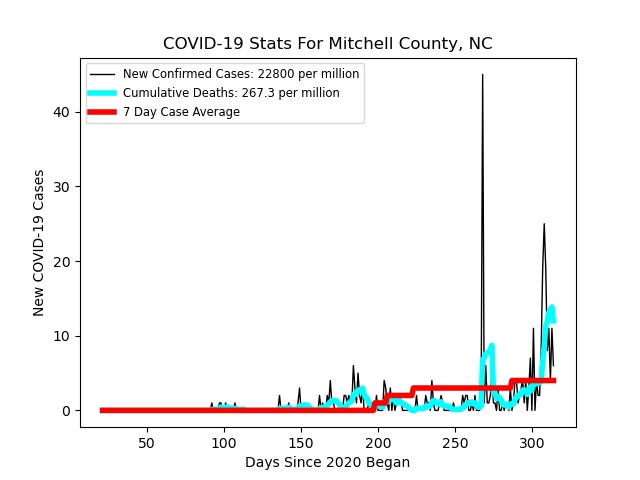 COVID-19 Stats For Mitchell County, NC
New Confirmed Cases: 22800 per million
Cumulative Deaths: 267.3 per million
7 Day Case Average
New COVID-19 Cases
40
30
20
10
0
50 100 150 200 250 300
Days Since 2020 Began